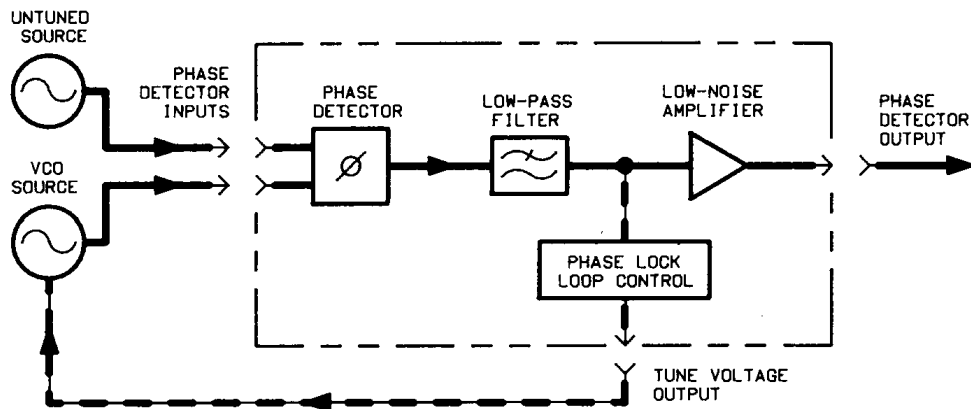 UNTUNED
SOURCE
PHASE
DETECTOR
INPUTS
PHASE
DETECTOR
LOW-PASS
FILTER
LOW-NOISE
AMPLIFIER
PHASE
DETECTOR
OUTPUT
VCO
SOURCE
PHASE LOCK
LOOP CONTROL
TUNE VOLTAGE
OUTPUT